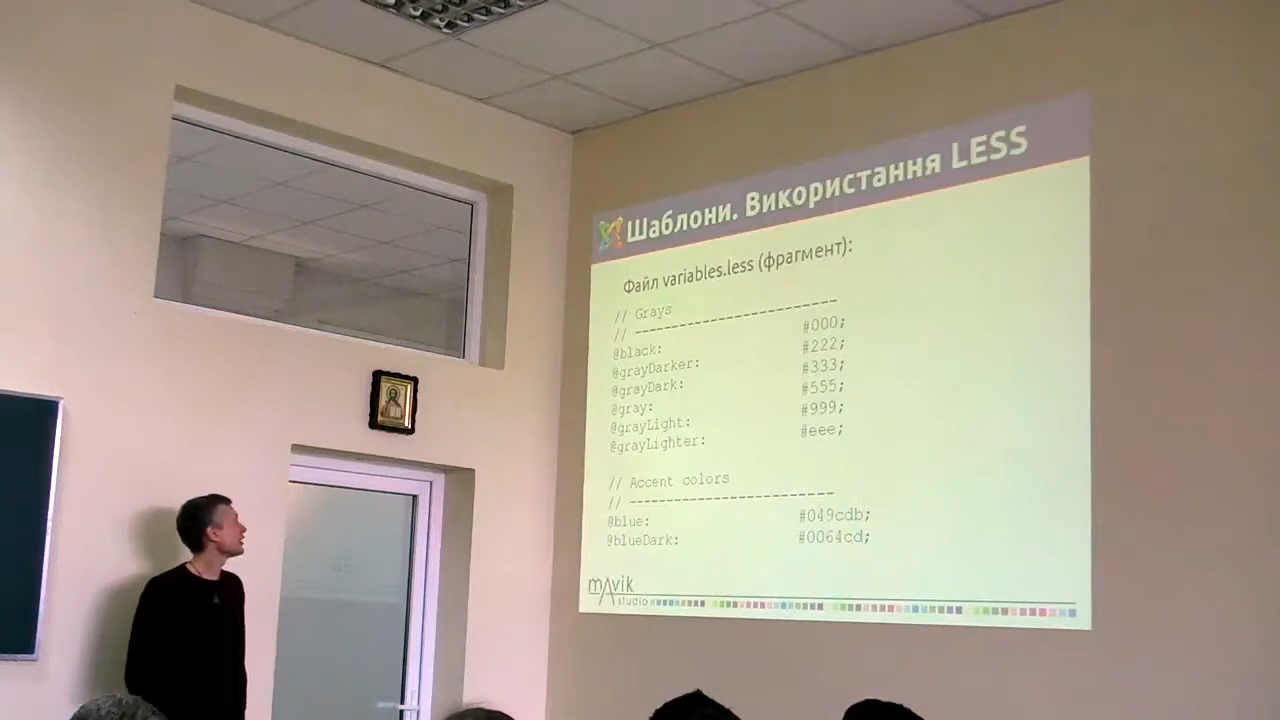 Шаблони. Використання LESS
Файл variables.less (фрагмент):
// Grays
// -------------------------
@black: #000;
@grayDarker: #222;
@grayDark: #333;
@gray: #555;
@grayLight: #999;
@grayLighter: #eee;
// Accent colors
// -------------------------
@blue: #049cdb;
@blueDark: #0064cd;
mavik
studio